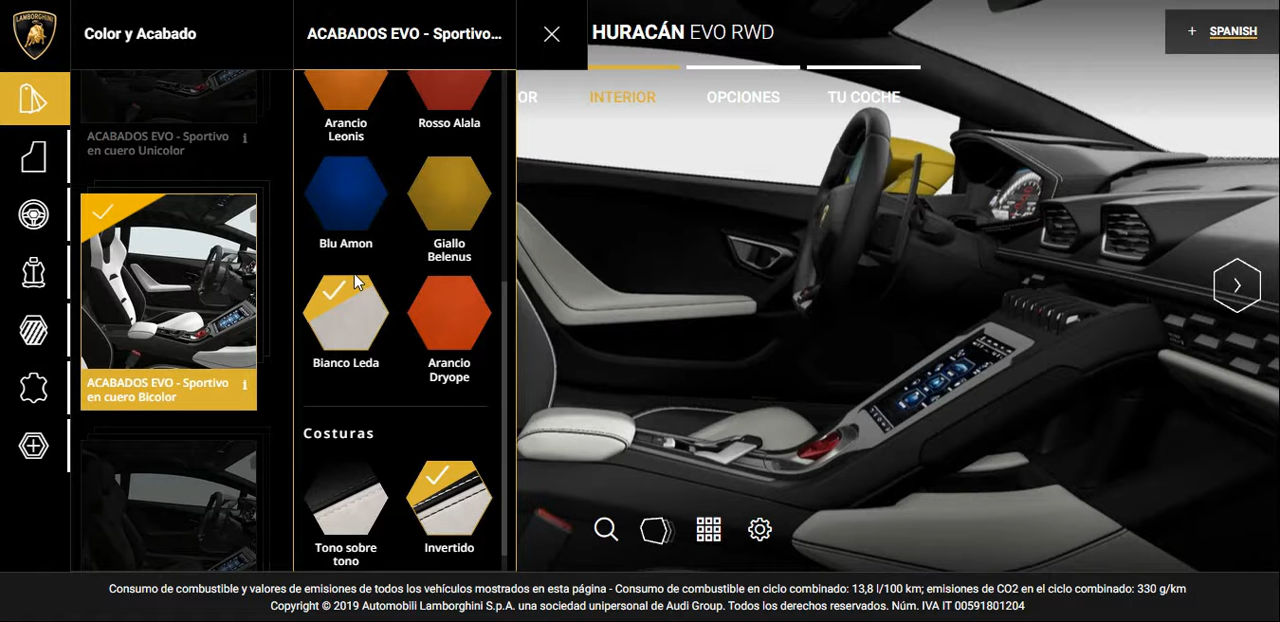 LAMBORGHINI
Color y Acabado
ACABADOS EVO - Sportivo...
HURACÁN EVO RWD
+ SPANISH
OR
INTERIOR
OPCIONES
TU COCHE
ACABADOS EVO - Sportivo
en cuero Unicolor
i
ACABADOS EVO - Sportivo
en cuero Bicolor
i
Arancio
Leonis
Rosso Alala
Blu Amon
Giallo
Belenus
Bianco Leda
Arancio
Dryope
Costuras
Tono sobre
tono
Invertido
Consumo de combustible y valores de emisiones de todos los vehículos mostrados en esta página - Consumo de combustible en ciclo combinado: 13,8 l/100 km; emisiones de CO2 en el ciclo combinado: 330 g/km
Copyright © 2019 Automobili Lamborghini S.p.A. una sociedad unipersonal de Audi Group. Todos los derechos reservados. Núm. IVA IT 00591801204